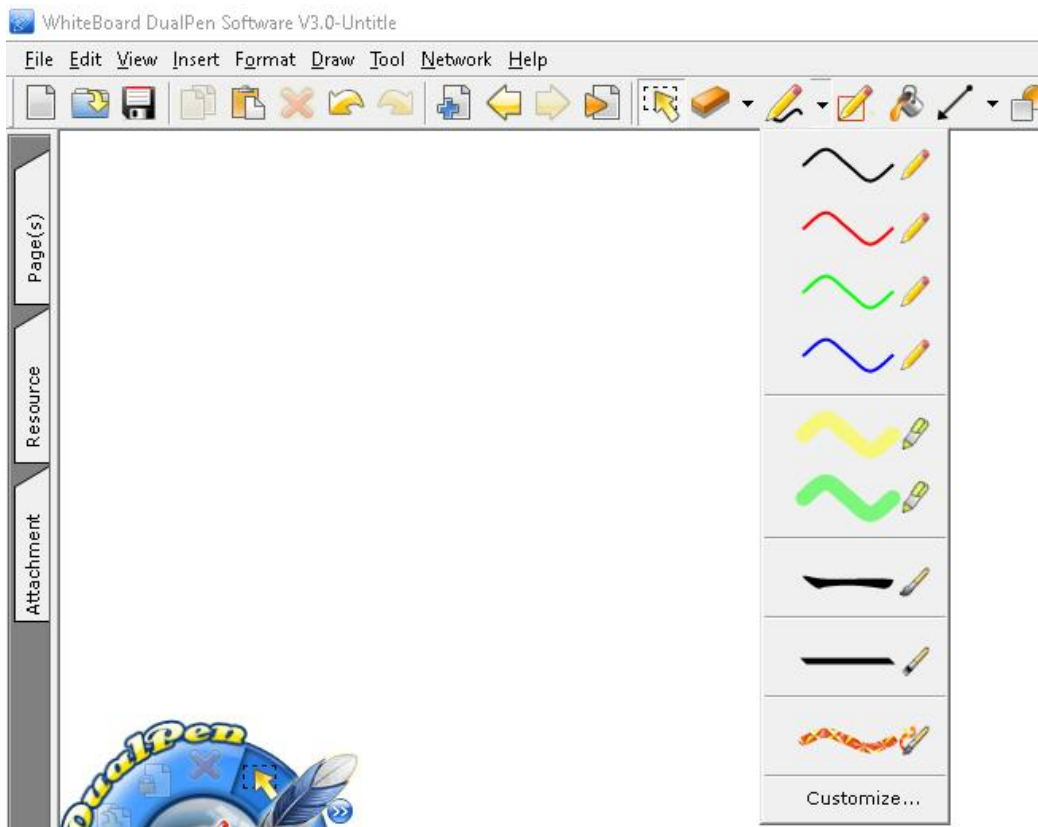 WhiteBoard DualPen Software V3.0-Untitle
File Edit View Insert Format Draw Tool Network Help
Page(s)
Resource
Attachment
Customize...
DualPen